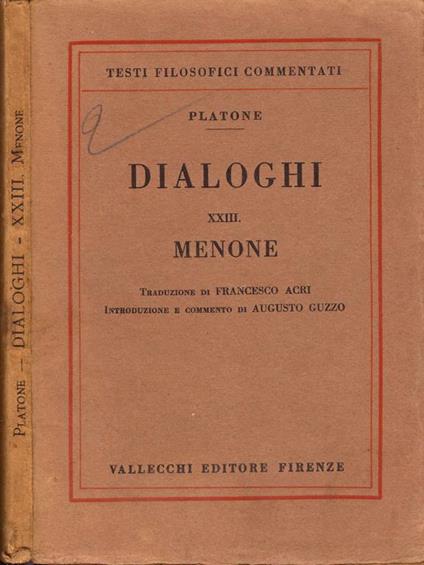 Platone — DIALOGHI - XXIII. Menone
TESTI FILOSOFICI COMMENTATI
PLATONE
DIALOGHI
XXIII.
MENONE
Traduzione di FRANCESCO ACRI
Introduzione e commento di AUGUSTO GUZZO
VALLECCHI EDITORE FIRENZE